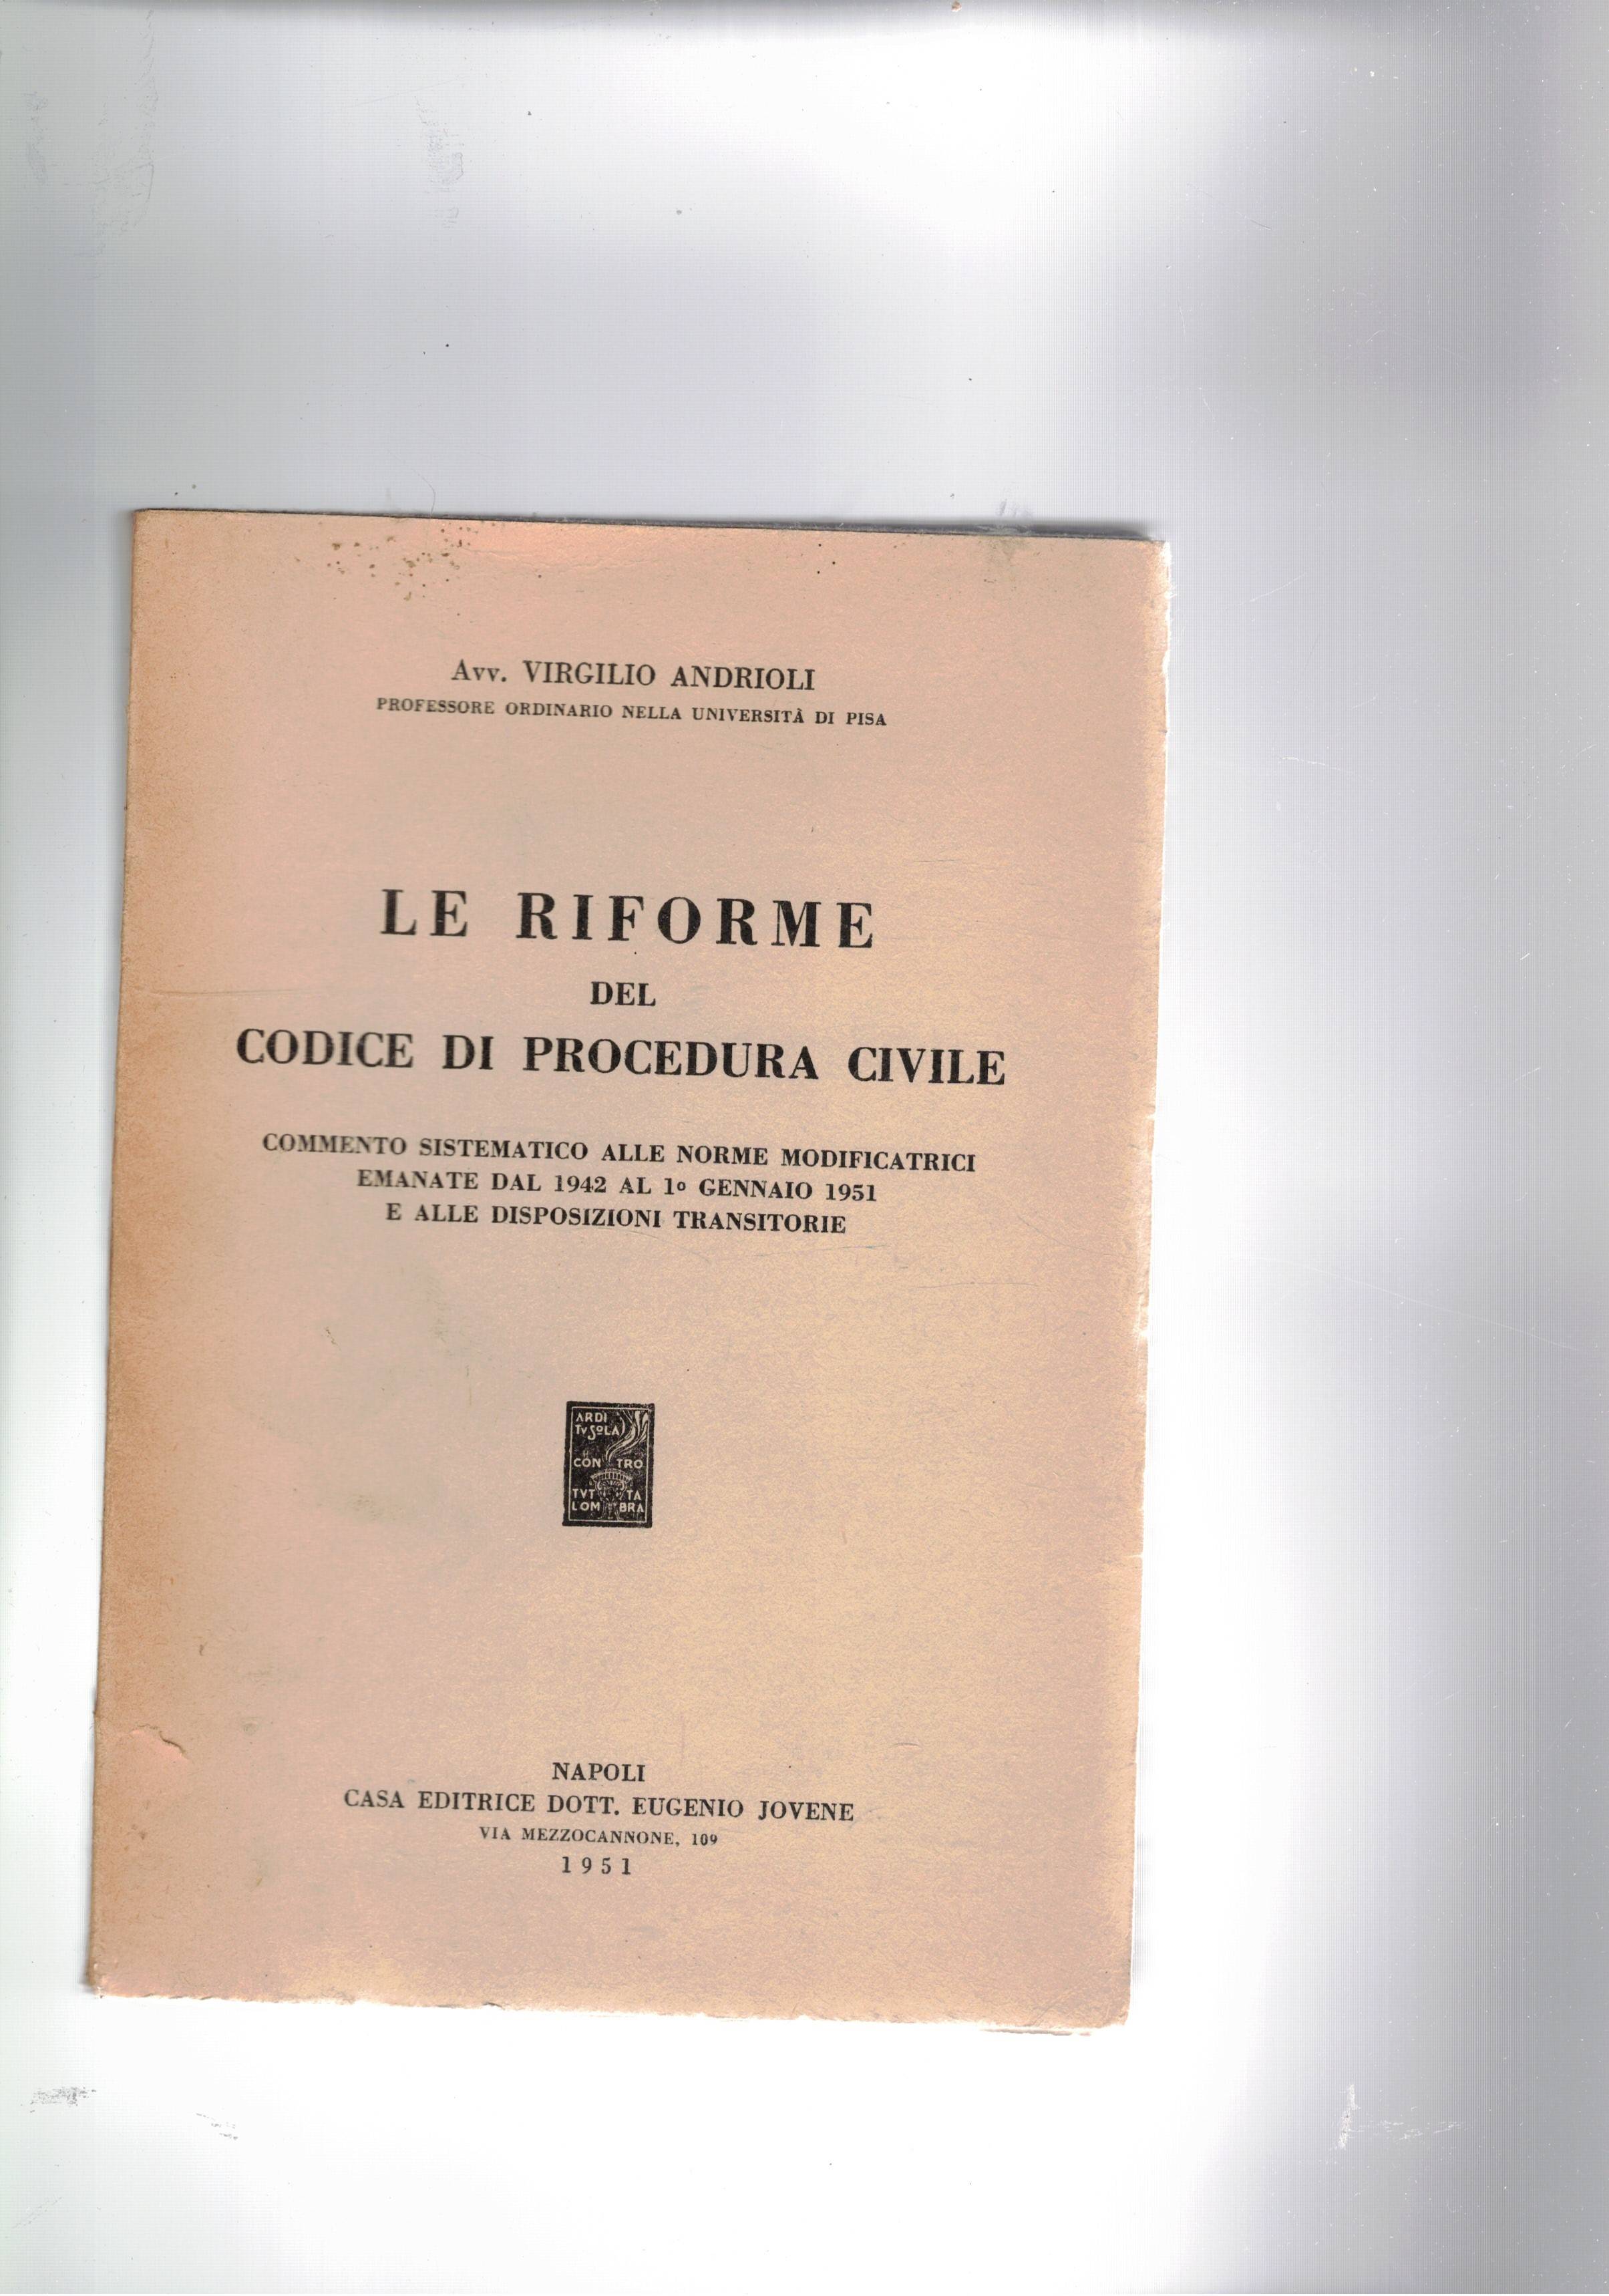 Avv. VIRGILIO ANDRIOLI
PROFESSORE ORDINARIO NELLA UNIVERSITÀ DI PISA
LE RIFORME
DEL
CODICE DI PROCEDURA CIVILE
COMMENTO SISTEMATICO ALLE NORME MODIFICATRICI
EMANATE DAL 1942 AL 1º GENNAIO 1951
E ALLE DISPOSIZIONI TRANSITORIE
ARDI
TV SOLA
CON TRO
TVT TA
L'OM BRA
NAPOLI
CASA EDITRICE DOTT. EUGENIO JOVENE
VIA MEZZOCANNONE, 109
1951